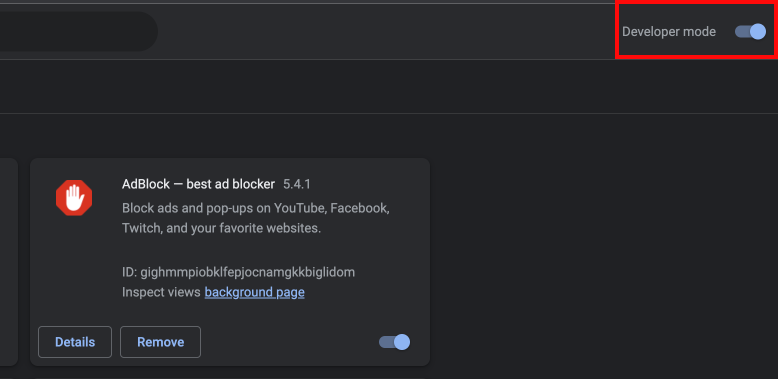 Developer mode
AdBlock — best ad blocker 5.4.1
Block ads and pop-ups on YouTube, Facebook,
Twitch, and your favorite websites.
ID: gighmmpiobklfepjocnamgkkbiglidom
Inspect views background page
Details Remove